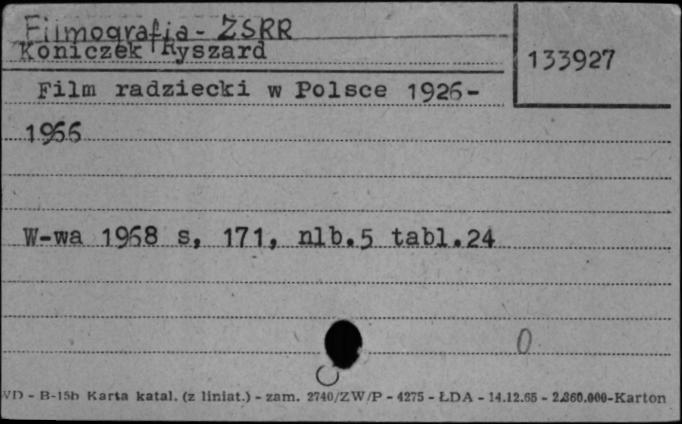 Filmografia - ZSRR
Koniczek Ryszard
133927
Film radziecki w Polsce 1926-
1966
W-wa 1968 s, 171, nlb.5 tabl.24
0
VD - B-15b Karta katal. (z liniat.) - zam. 2740/ZW/P - 4275 - ŁDA - 14.12.65 - 2.360.000-Karton